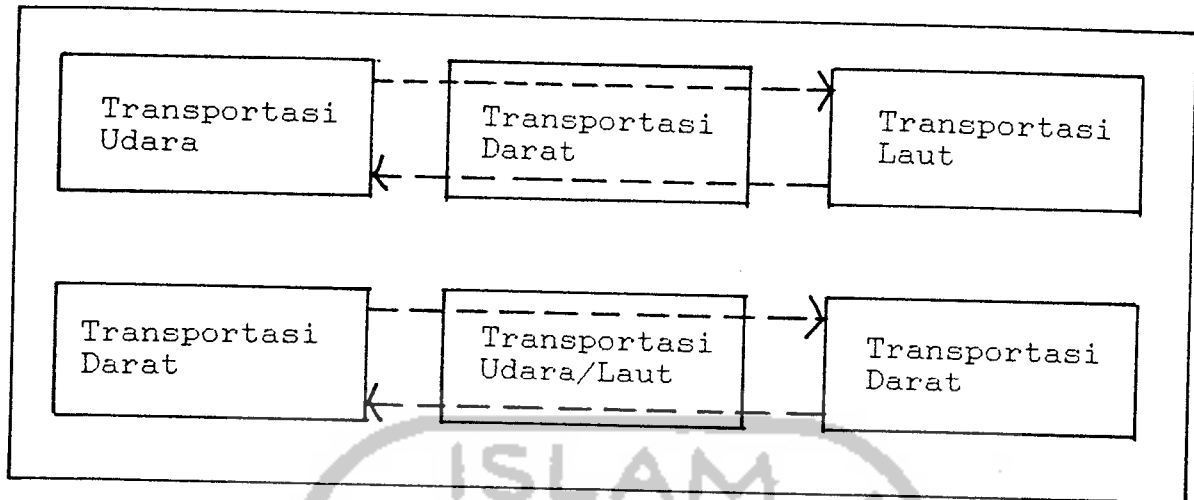 Transportasi
Udara
Transportasi
Darat
Transportasi
Laut
Transportasi
Darat
Transportasi
Udara/Laut
Transportasi
Darat
ISLAM